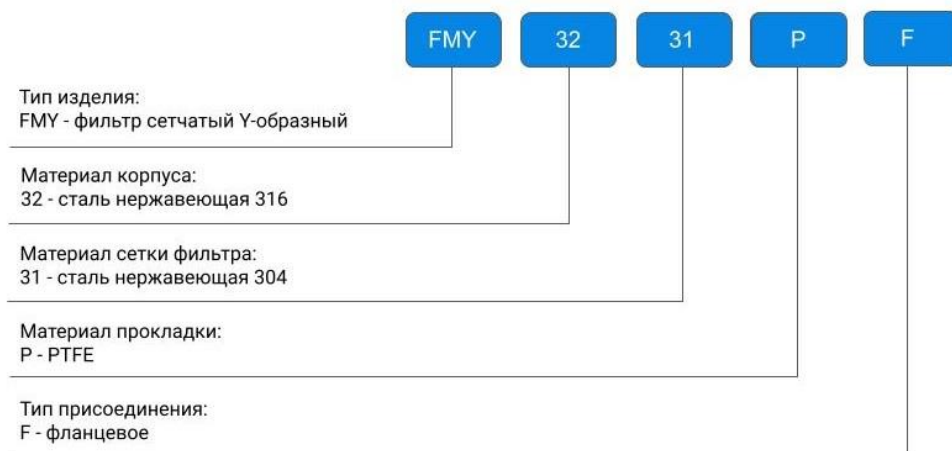 FMY 32 31 P F
Тип изделия:
FMY - фильтр сетчатый Y-образный
Материал корпуса:
32 - сталь нержавеющая 316
Материал сетки фильтра:
31 - сталь нержавеющая 304
Материал прокладки:
P - PTFE
Тип присоединения:
F - фланцевое